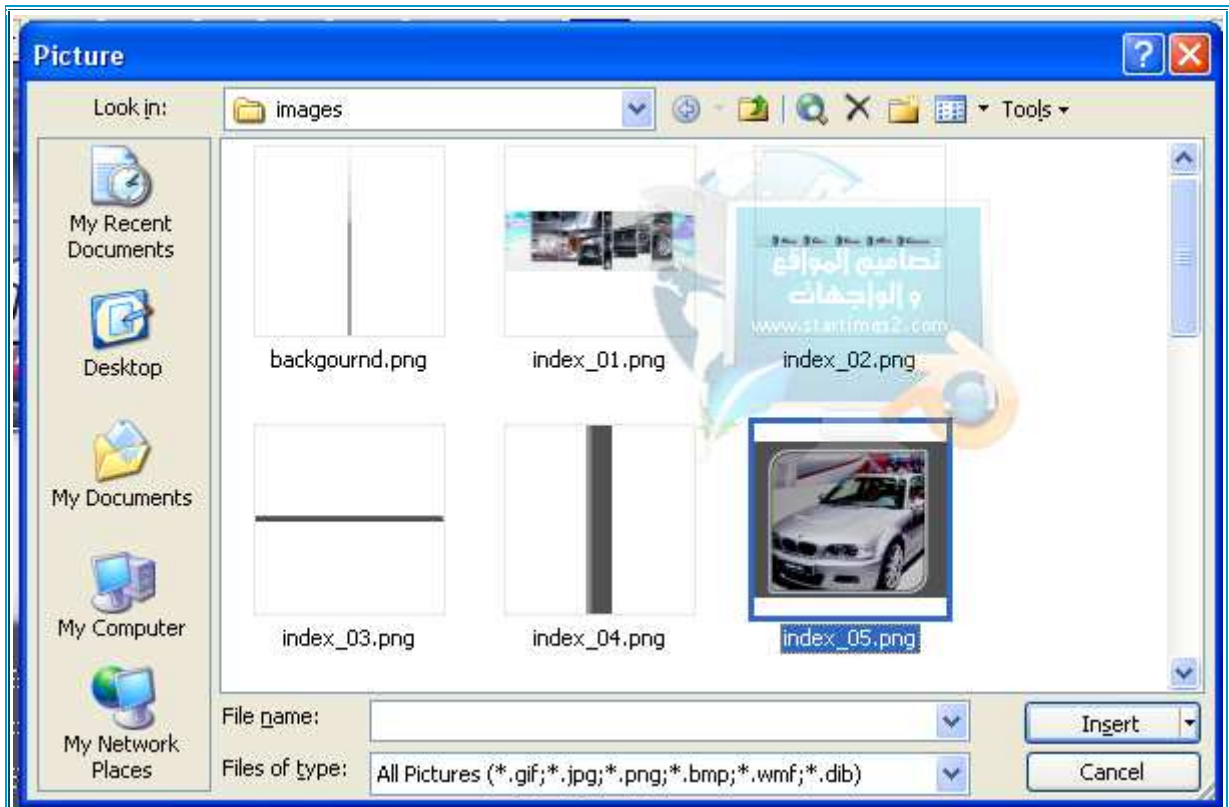 Picture
Look in:
images
Tools
My Recent
Documents
Desktop
My Documents
My Computer
My Network
Places
backgournd.png
index_01.png
index_02.png
تصاميم المواقع
و الواجهات
www.startimes2.com
index_03.png
index_04.png
index_05.png
File name:
Insert
Files of type:
All Pictures (*.gif;*.jpg;*.png;*.bmp;*.wmf;*.dib)
Cancel